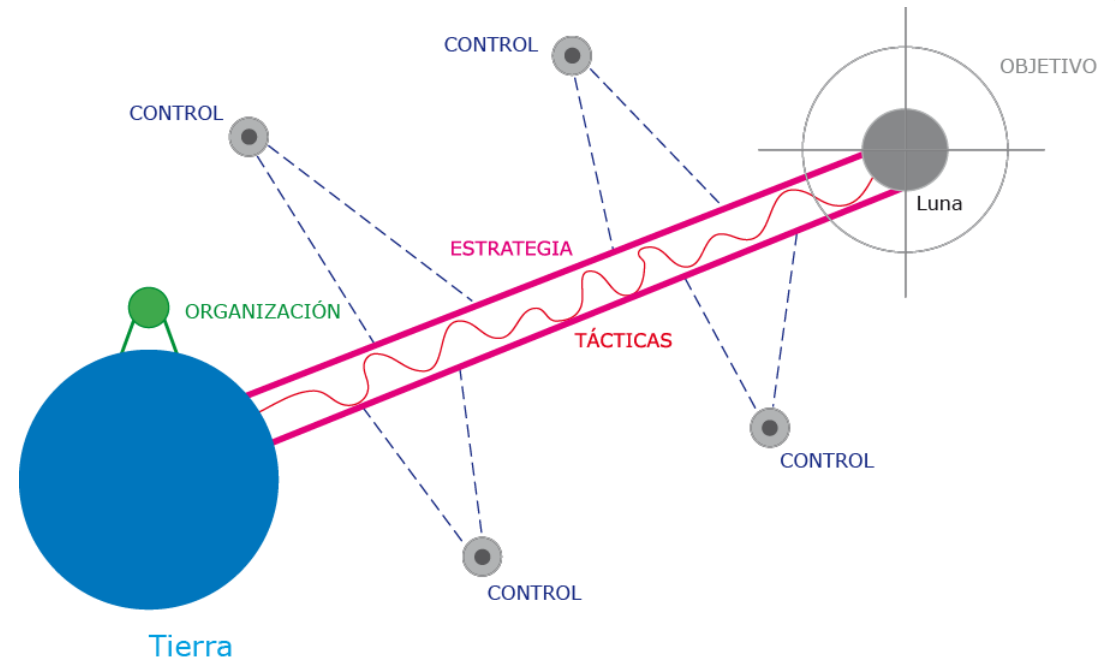 CONTROL
OBJETIVO
CONTROL
Luna
ESTRATEGIA
ORGANIZACIÓN
TÁCTICAS
CONTROL
CONTROL
Tierra